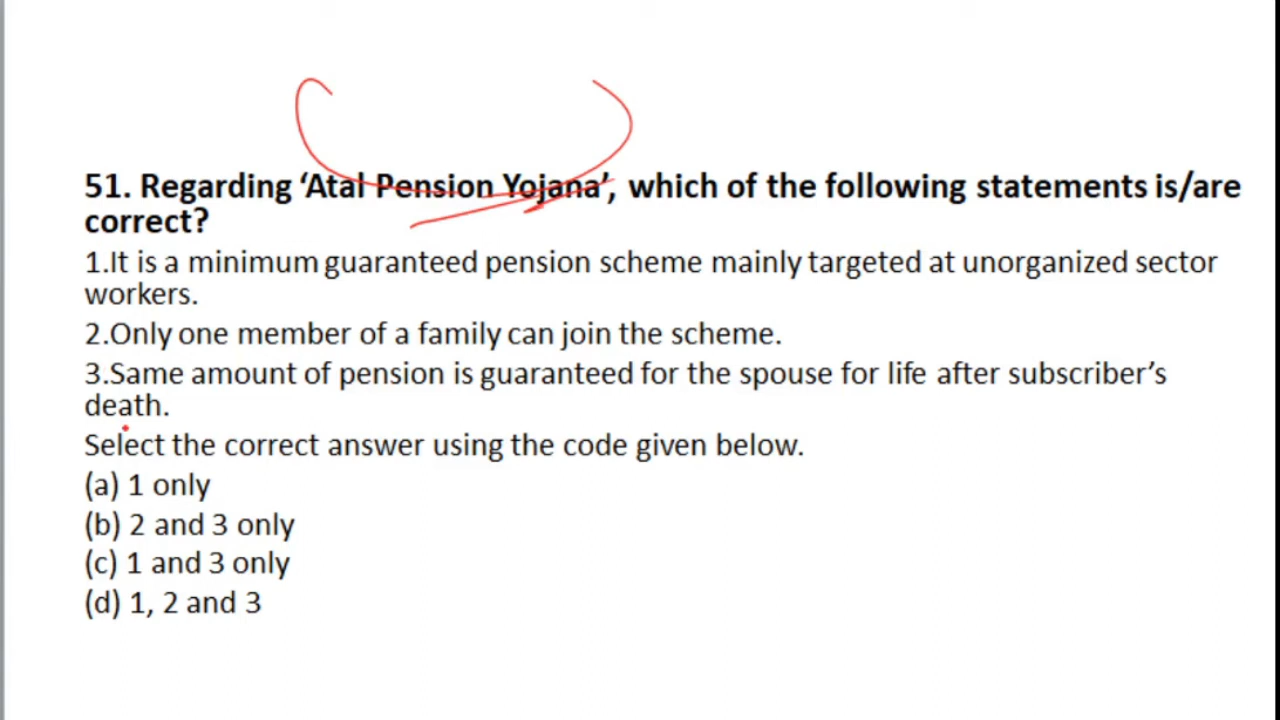 51. Regarding ‘Atal Pension Yojana’, which of the following statements is/are
correct?
1.It is a minimum guaranteed pension scheme mainly targeted at unorganized sector
workers.
2.Only one member of a family can join the scheme.
3.Same amount of pension is guaranteed for the spouse for life after subscriber’s
death.
Select the correct answer using the code given below.
(a) 1 only
(b) 2 and 3 only
(c) 1 and 3 only
(d) 1, 2 and 3